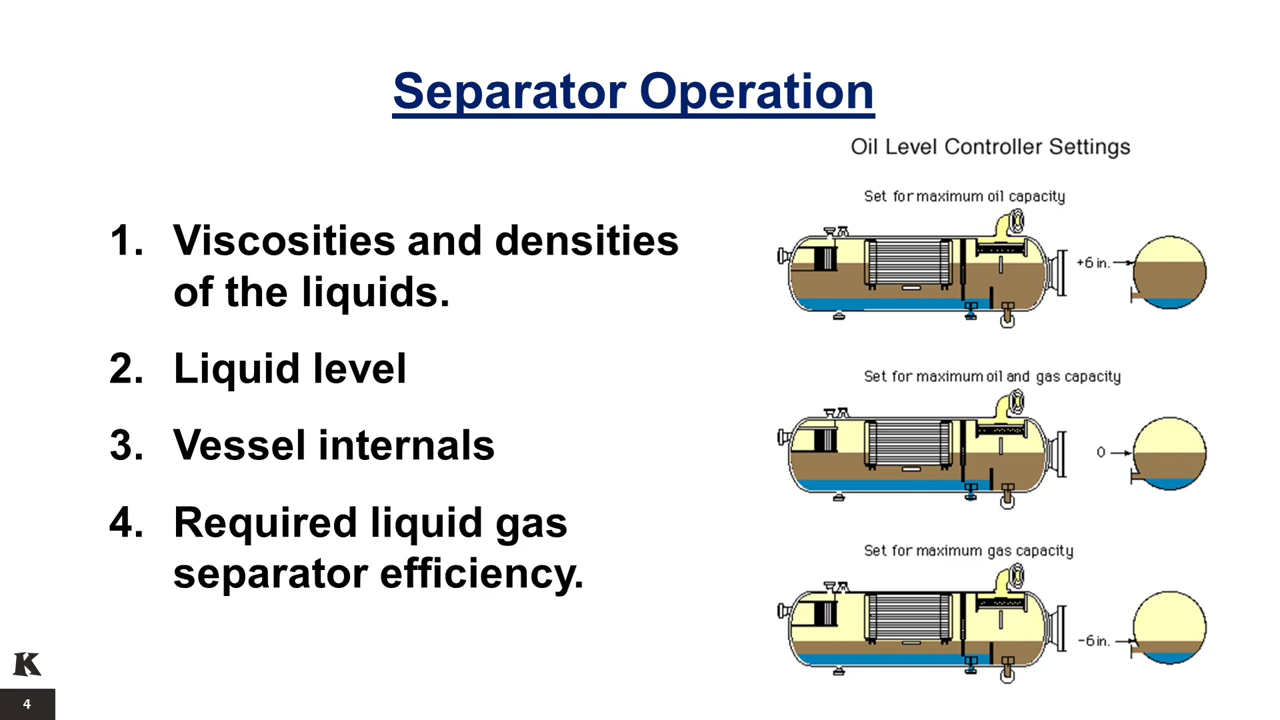 Separator Operation
Oil Level Controller Settings
Set for maximum oil capacity
1. Viscosities and densities
of the liquids.
+6 in.
2. Liquid level
Set for maximum oil and gas capacity
3. Vessel internals
0
4. Required liquid gas
separator efficiency.
Set for maximum gas capacity
-6 in.
K
4